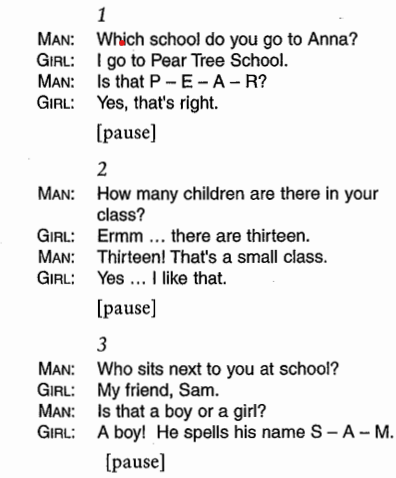 1
MAN: Which school do you go to Anna?
GIRL: I go to Pear Tree School.
MAN: Is that P – E – A – R?
GIRL: Yes, that's right.
[pause]
2
MAN: How many children are there in your
class?
GIRL: Ermm ... there are thirteen.
MAN: Thirteen! That's a small class.
GIRL: Yes ... I like that.
[pause]
3
MAN: Who sits next to you at school?
GIRL: My friend, Sam.
MAN: Is that a boy or a girl?
GIRL: A boy! He spells his name S – A – M.
[pause]